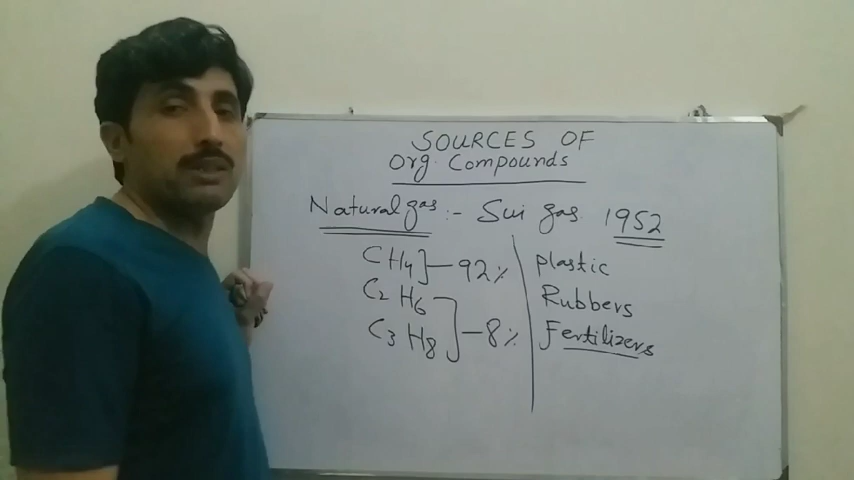 SOURCES OF
Org. Compounds
Natural gas :- Sui gas 1952
CH4 ] - 92 %
C2 H6
C3 H8 ] - 8 %
Plastic
Rubbers
Fertilizers